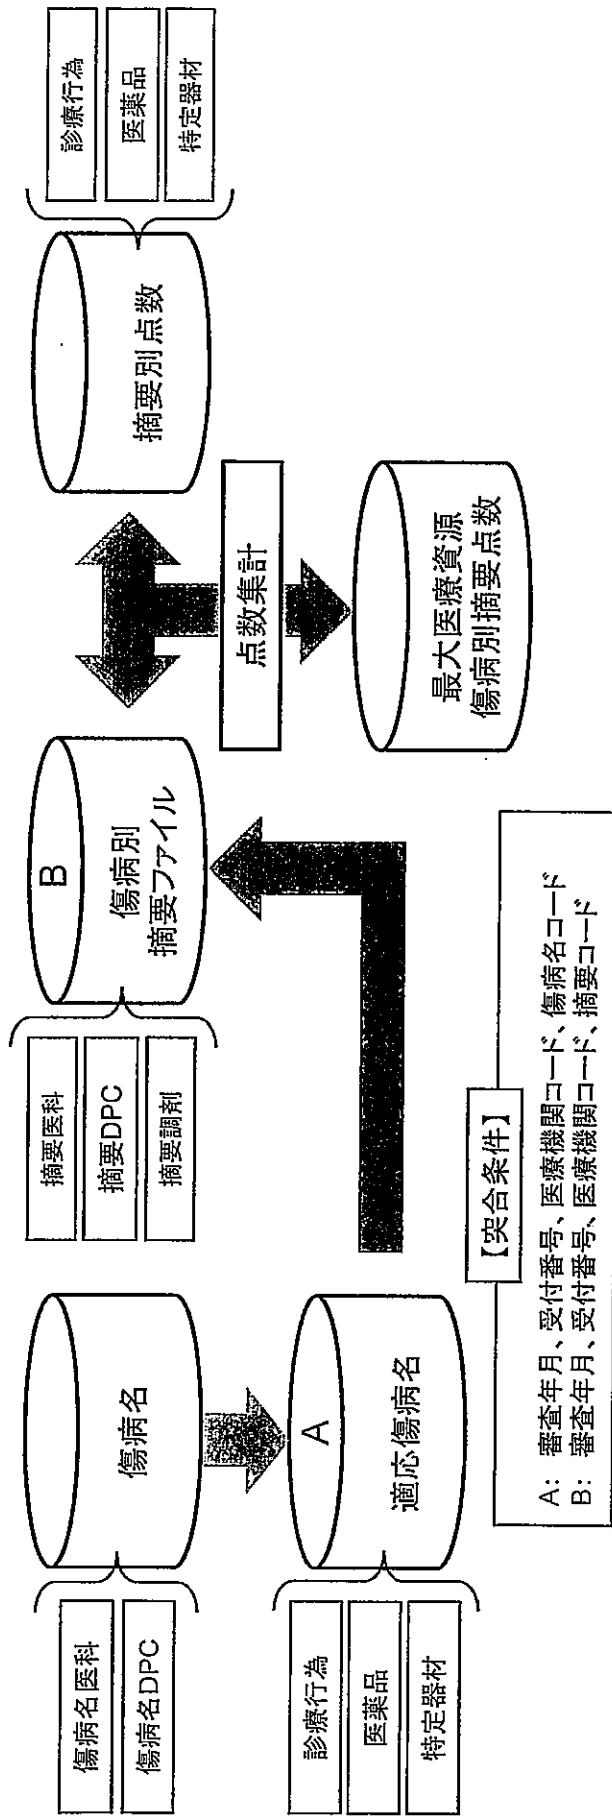 傷病名医科
傷病名DPC
傷病名
診療行為
医薬品
特定器材
A
適応傷病名
摘要医科
摘要DPC
摘要調剤
B
傷病別
摘要ファイル
診療行為
医薬品
特定器材
摘要別点数
点数集計
最大医療資源
傷病別摘要点数
【突合条件】
A: 審査年月、受付番号、医療機関コード、傷病名コード
B: 審査年月、受付番号、医療機関コード、摘要コード